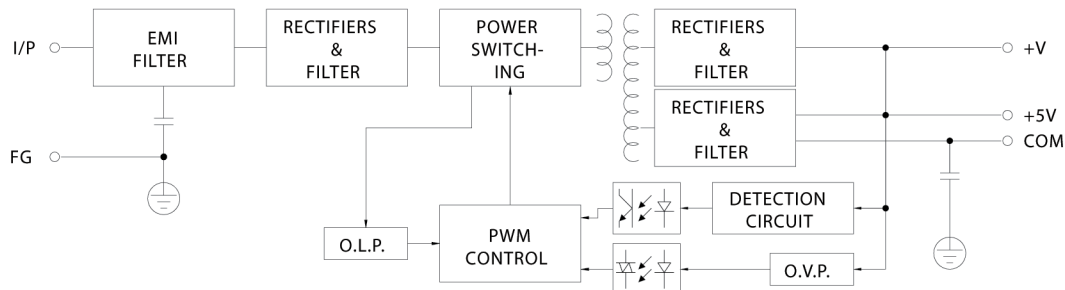 I/P
EMI
FILTER
RECTIFIERS
&
FILTER
POWER
SWITCH-
ING
RECTIFIERS
&
FILTER
+V
RECTIFIERS
&
FILTER
+5V
COM
FG
DETECTION
CIRCUIT
O.L.P.
PWM
CONTROL
O.V.P.